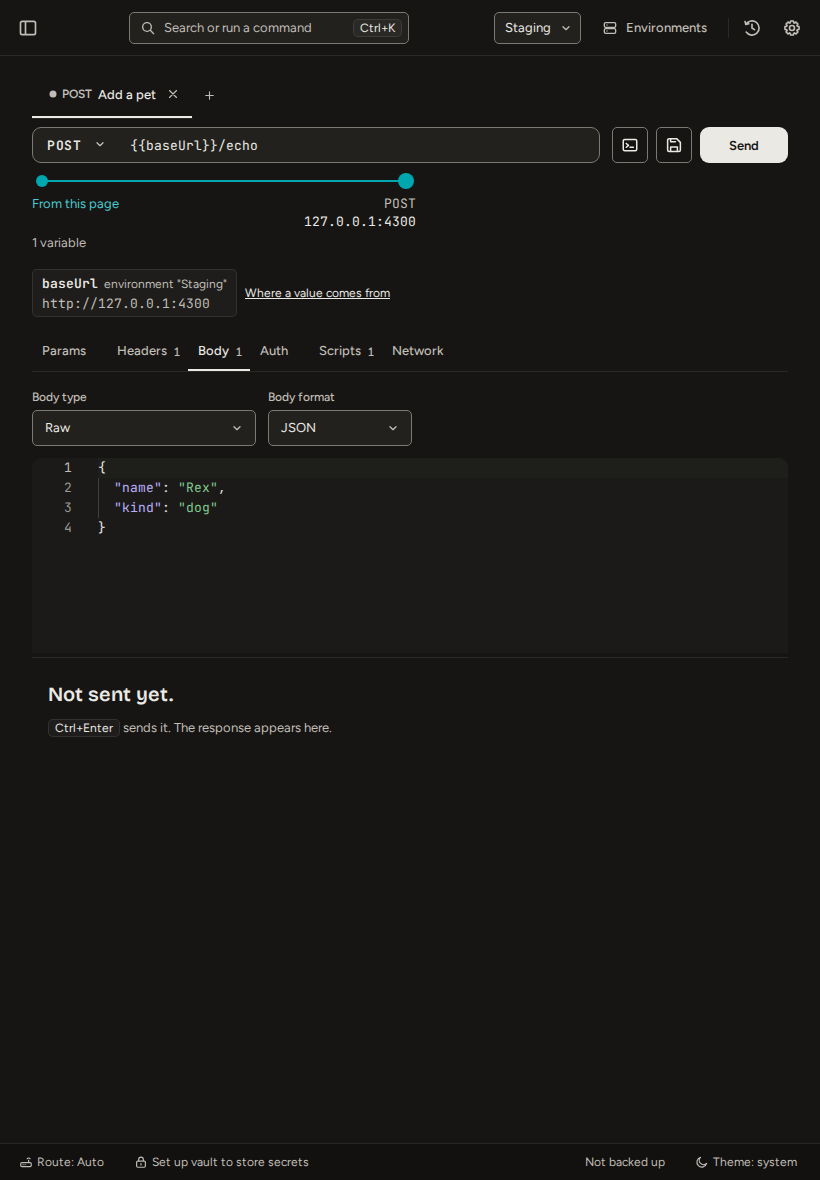 Search or run a command Ctrl+K Staging Environments
POST Add a pet
POST {{baseUrl}}/echo Send
From this page POST
127.0.0.1:4300
1 variable
baseUrl environment "Staging"
http://127.0.0.1:4300
Where a value comes from
Params Headers 1 Body 1 Auth Scripts 1 Network
Body type Body format
Raw JSON
1 {
2 "name": "Rex",
3 "kind": "dog"
4 }
Not sent yet.
Ctrl+Enter sends it. The response appears here.
Route: Auto Set up vault to store secrets Not backed up Theme: system